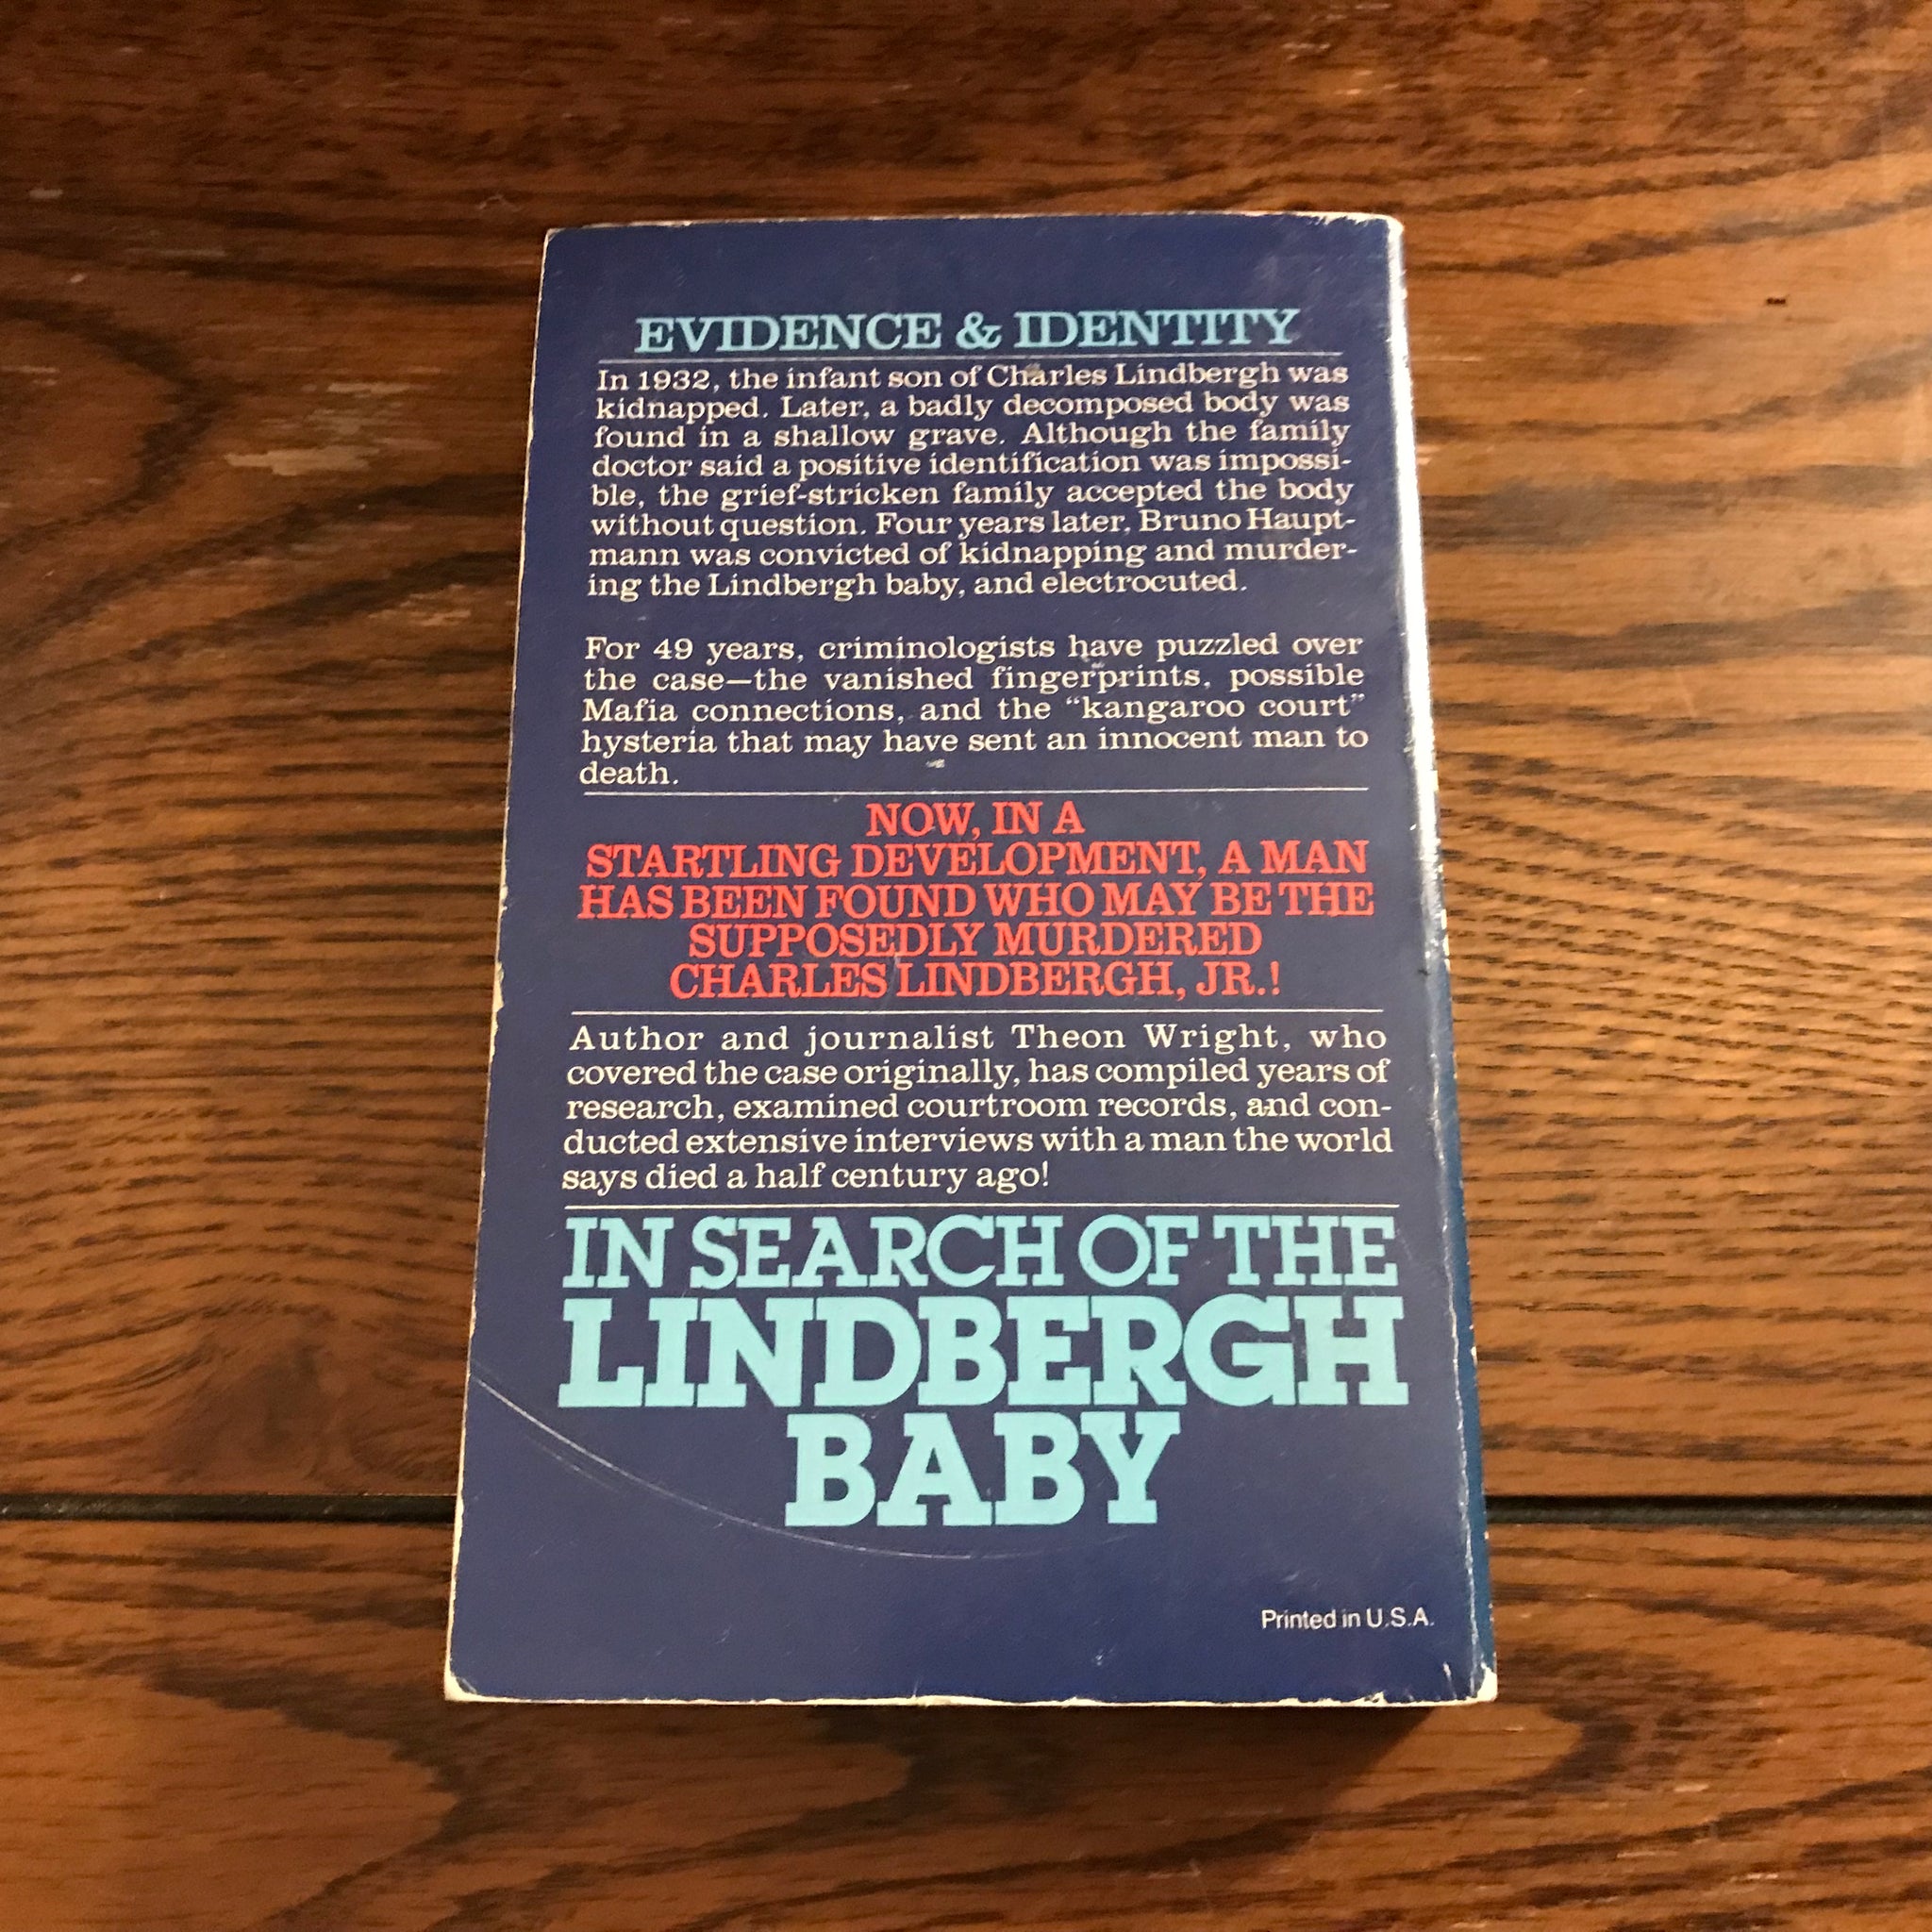 EVIDENCE & IDENTITY
In 1932, the infant son of Charles Lindbergh was
kidnapped. Later, a badly decomposed body was
found in a shallow grave. Although the family
doctor said a positive identification was impossi-
ble, the grief-stricken family accepted the body
without question. Four years later, Bruno Haupt-
mann was convicted of kidnapping and murder-
ing the Lindbergh baby, and electrocuted.
For 49 years, criminologists have puzzled over
the case—the vanished fingerprints, possible
Mafia connections, and the “kangaroo court”
hysteria that may have sent an innocent man to
death.
NOW, IN A
STARTLING DEVELOPMENT, A MAN
HAS BEEN FOUND WHO MAY BE THE
SUPPOSEDLY MURDERED
CHARLES LINDBERGH, JR.!
Author and journalist Theon Wright, who
covered the case originally, has compiled years of
research, examined courtroom records, and con-
ducted extensive interviews with a man the world
says died a half century ago!
IN SEARCH OF THE
LINDBERGH
BABY
Printed in U.S.A.